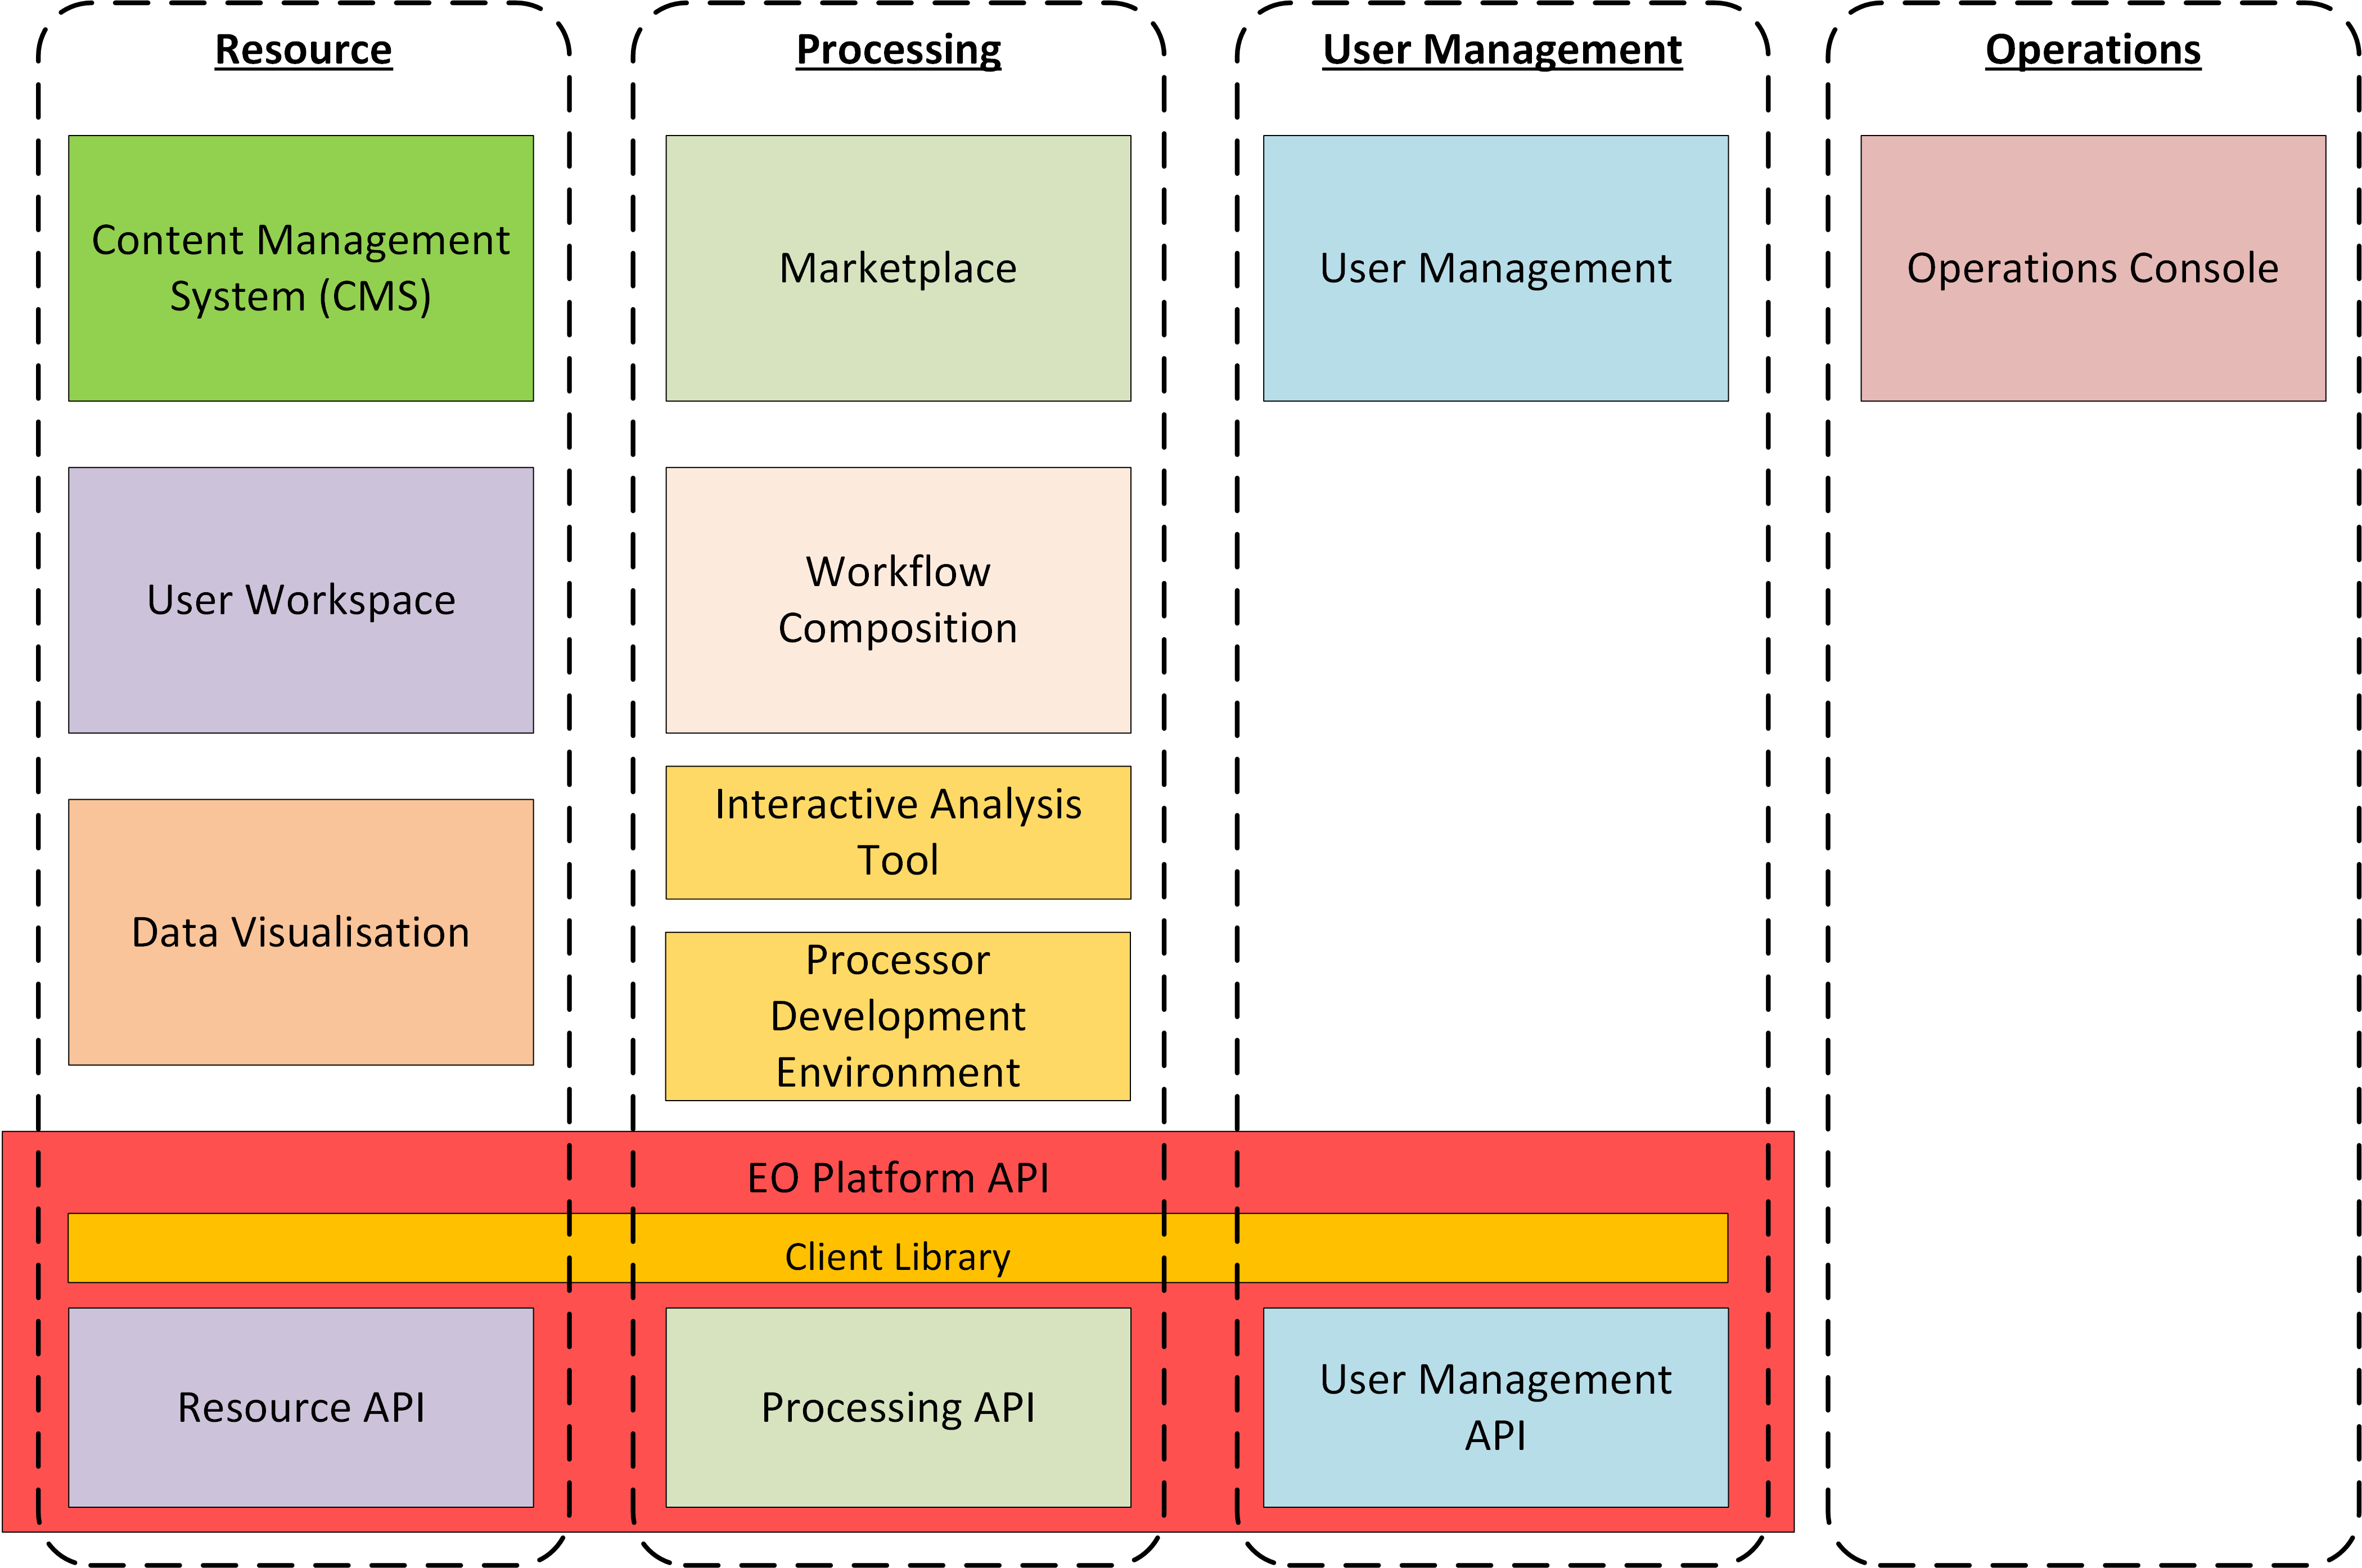 Resource
Processing
User Management
Operations
Content Management
System (CMS)
Marketplace
User Management
Operations Console
User Workspace
Workflow
Composition
Data Visualisation
Interactive Analysis
Tool
Processor
Development
Environment
EO Platform API
Client Library
Resource API
Processing API
User Management
API